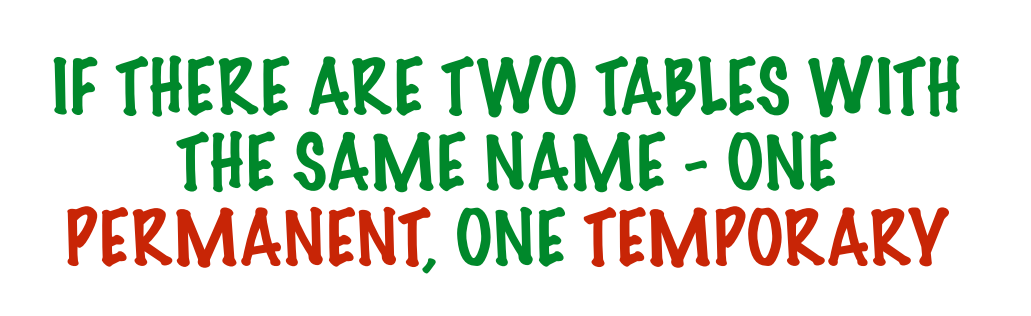 IF THERE ARE TWO TABLES WITH
THE SAME NAME - ONE
PERMANENT, ONE TEMPORARY